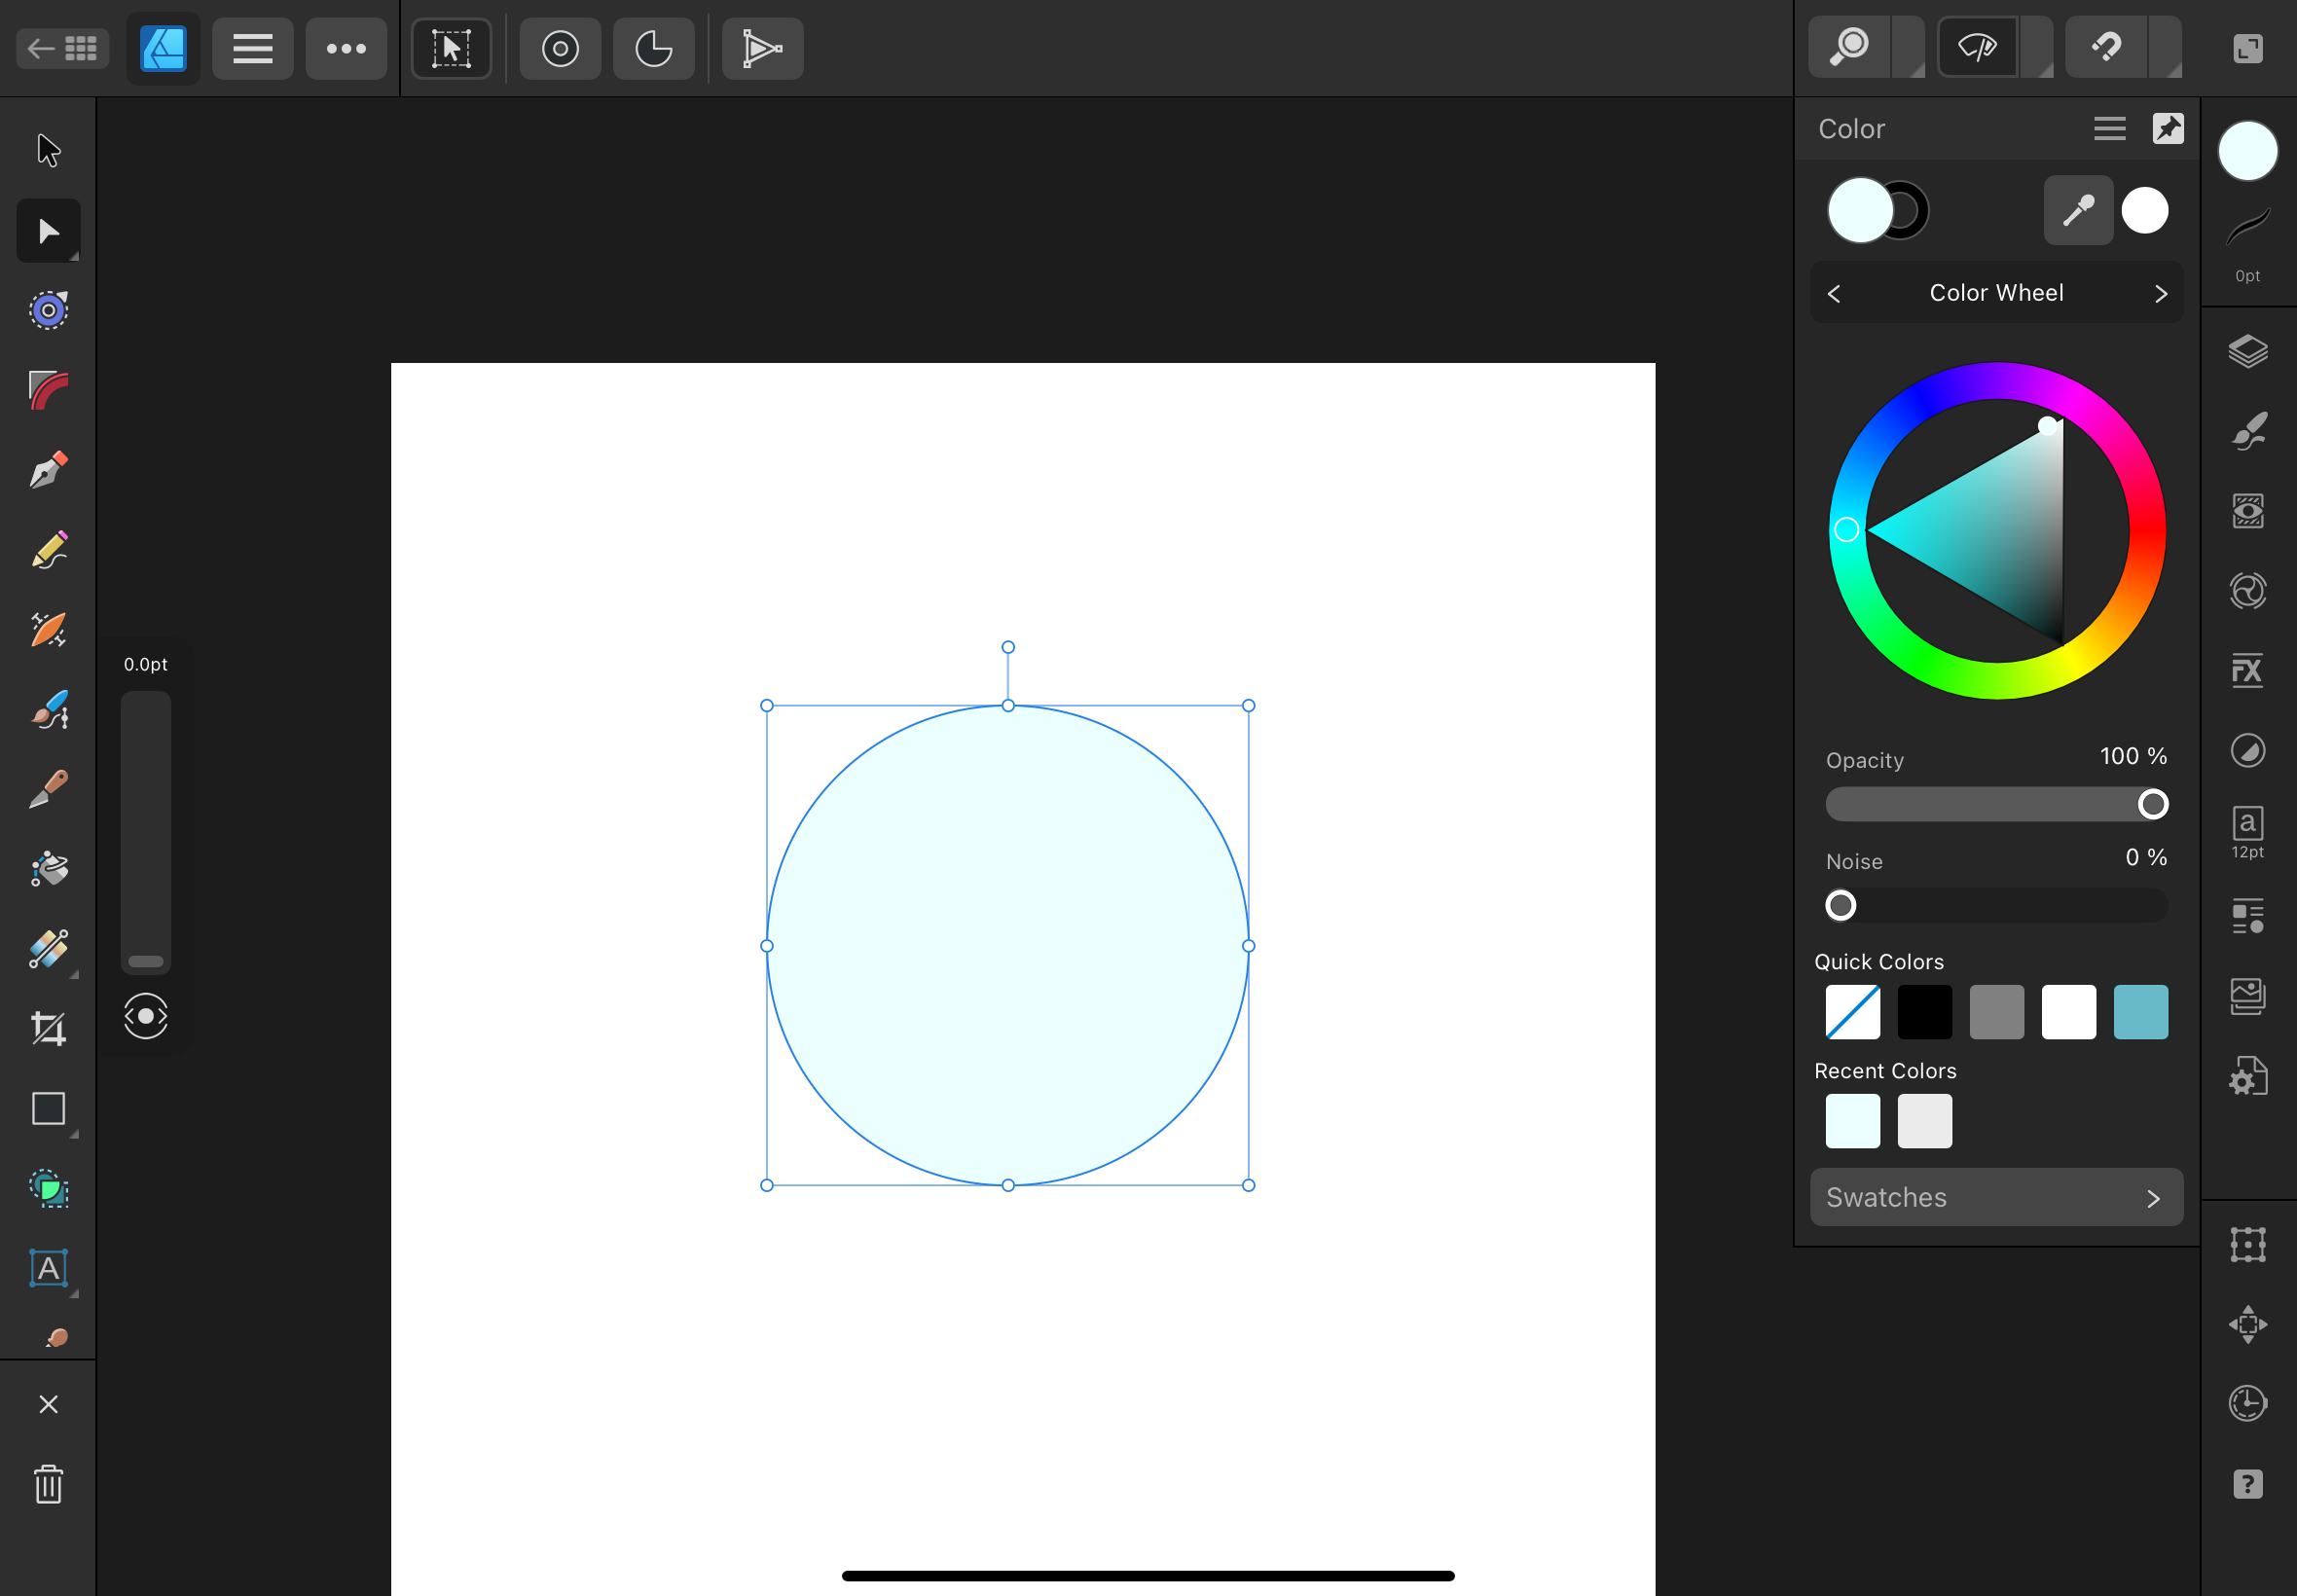 Color
0pt
Color Wheel
0.0pt
Opacity
100 %
FX
a
12pt
Noise
0 %
Quick Colors
Recent Colors
Swatches
A
?